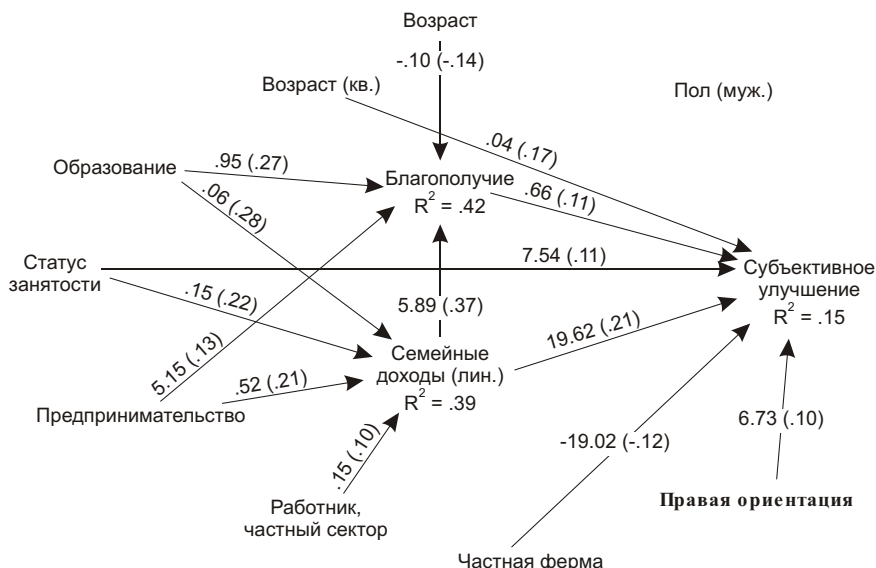 Возраст
-.10 (-.14)
Возраст (кв.)
Пол (муж.)
.04 (.17)
Образование
.95 (.27)
.06 (.28)
Благополучие
R² = .42
.66 (.11)
Статус
занятости
7.54 (.11)
Субъективное
улучшение
R² = .15
.15 (.22)
5.89 (.37)
19.62 (.21)
5.15 (.13)
Семейные
доходы (лин.)
R² = .39
.52 (.21)
Предпринимательство
-19.02 (-.12)
6.73 (.10)
.15 (.10)
Работник,
частный сектор
Правая ориентация
Частная ферма